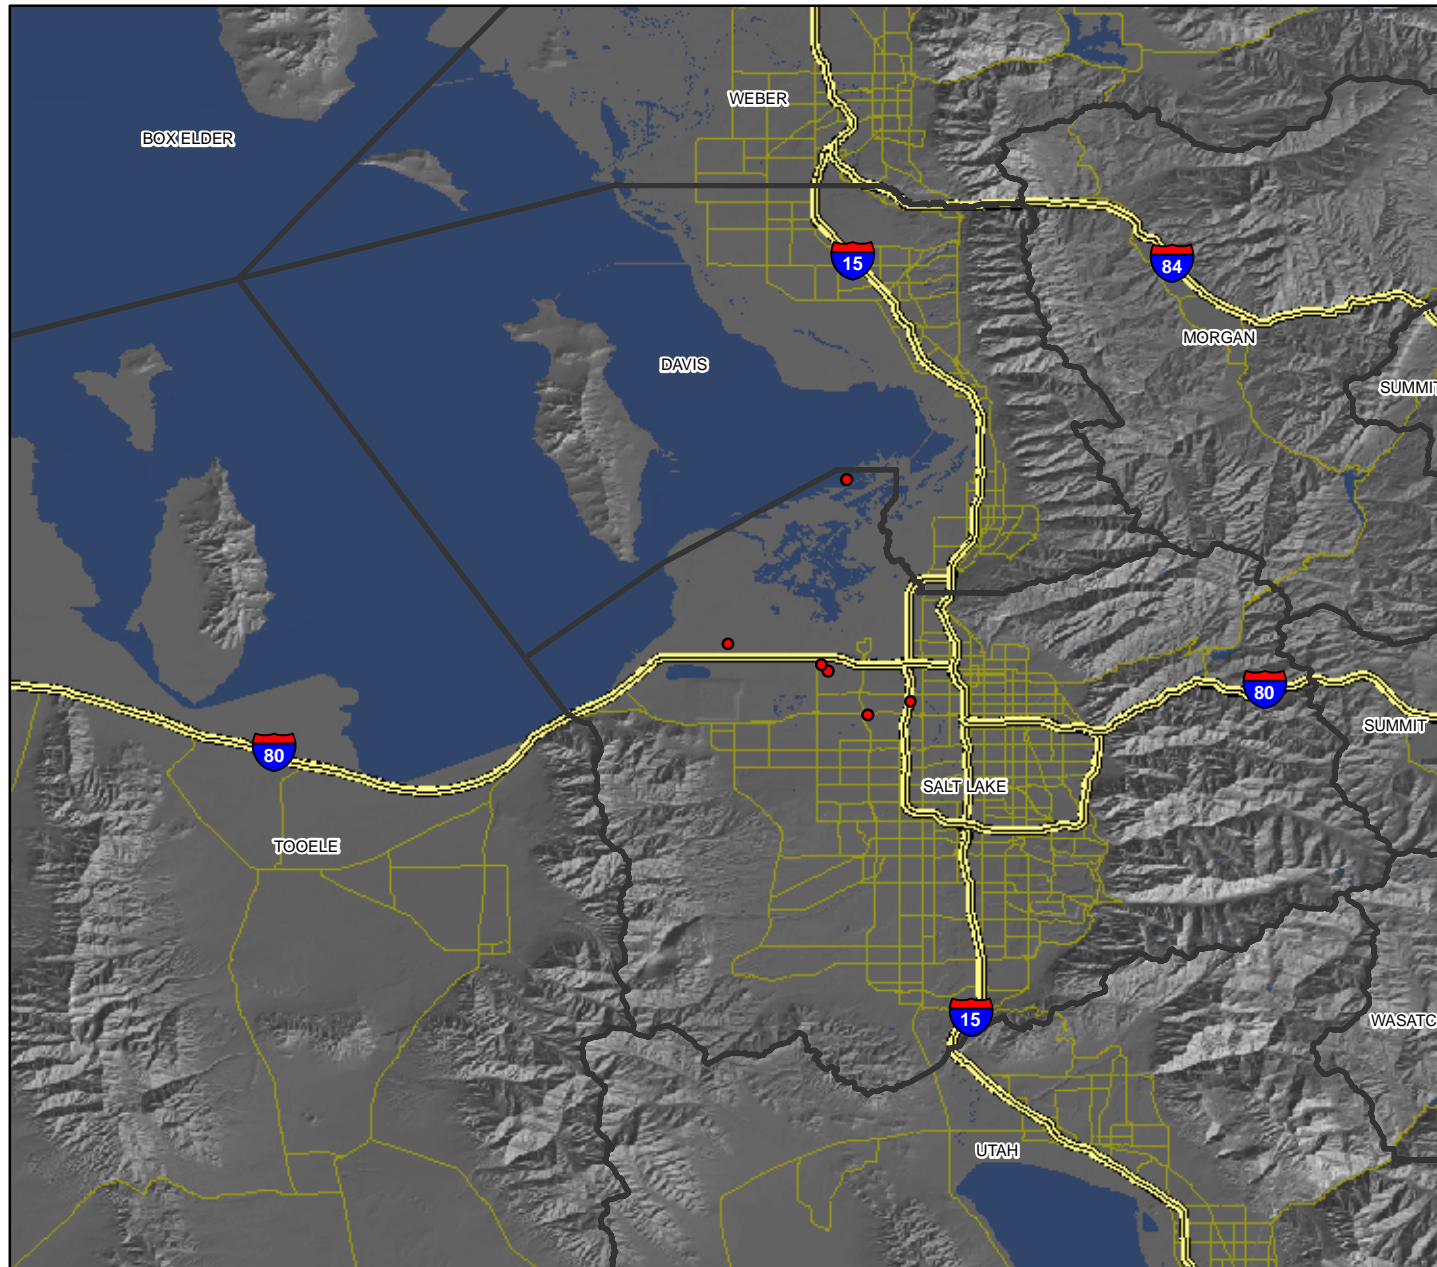 WEBER
BOX ELDER
15
84
MORGAN
DAVIS
SUMMIT
80
SUMMIT
80
SALT LAKE
TOOELE
15
WASATC
UTAH